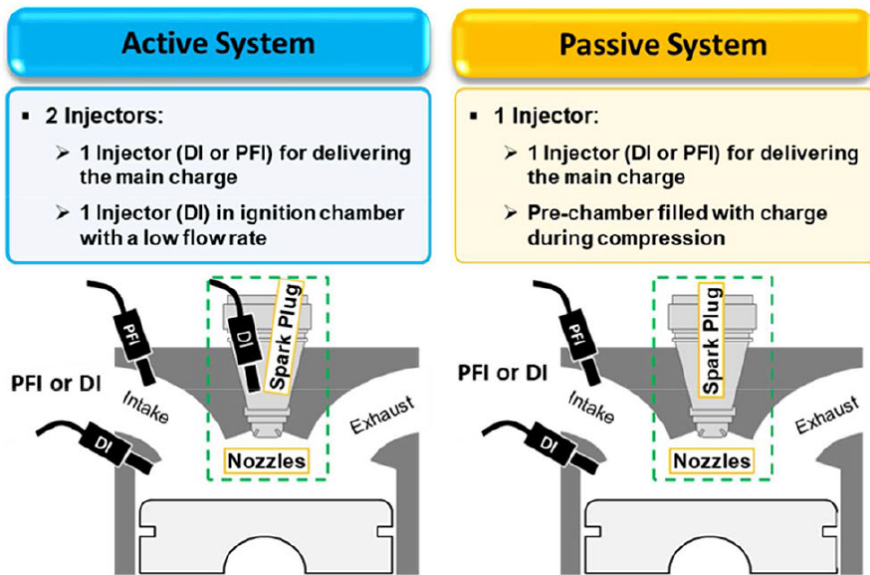 Active System
▪ 2 Injectors:
➢ 1 Injector (DI or PFI) for delivering
the main charge
➢ 1 Injector (DI) in ignition chamber
with a low flow rate
PFI
DI
Spark Plug
PFI or DI
Intake
Exhaust
DI
Nozzles
Passive System
▪ 1 Injector:
➢ 1 Injector (DI or PFI) for delivering
the main charge
➢ Pre-chamber filled with charge
during compression
PFI
Spark Plug
PFI or DI
Intake
Exhaust
DI
Nozzles